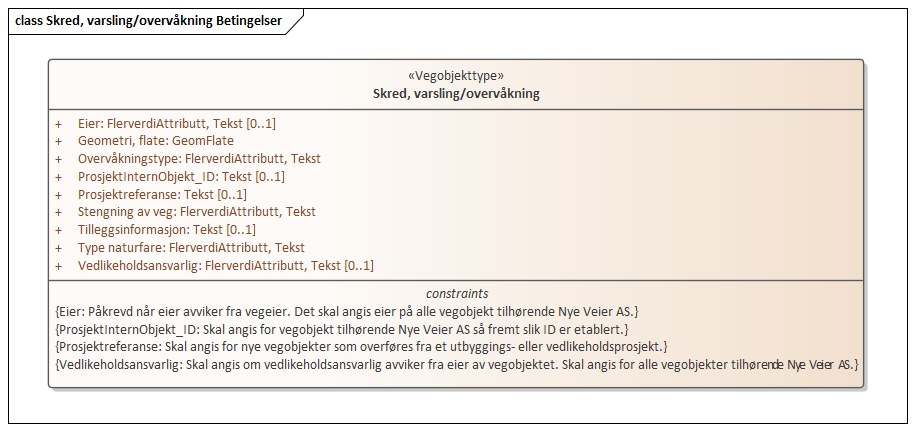 class Skred, varsling/overvåkning Betingelser
«Vegobjekttype»
Skred, varsling/overvåkning
+ Eier: FlerverdiAttributt, Tekst [0..1]
+ Geometri, flate: GeomFlate
+ Overvåkningstype: FlerverdiAttributt, Tekst
+ ProsjektInternObjekt_ID: Tekst [0..1]
+ Prosjektreferanse: Tekst [0..1]
+ Stengning av veg: FlerverdiAttributt, Tekst
+ Tilleggsinformasjon: Tekst [0..1]
+ Type naturfare: FlerverdiAttributt, Tekst
+ Vedlikeholdsansvarlig: FlerverdiAttributt, Tekst [0..1]
constraints
{Eier: Påkrevd når eier avviker fra vegeier. Det skal angis eier på alle vegobjekt tilhørende Nye Veier AS.}
{ProsjektInternObjekt_ID: Skal angis for vegobjekt tilhørende Nye Veier AS så fremt slik ID er etablert.}
{Prosjektreferanse: Skal angis for nye vegobjekter som overføres fra et utbyggings- eller vedlikeholdsprosjekt.}
{Vedlikeholdsansvarlig: Skal angis om vedlikeholdsansvarlig avviker fra eier av vegobjektet. Skal angis for alle vegobjekter tilhørende Nye Veier AS.}